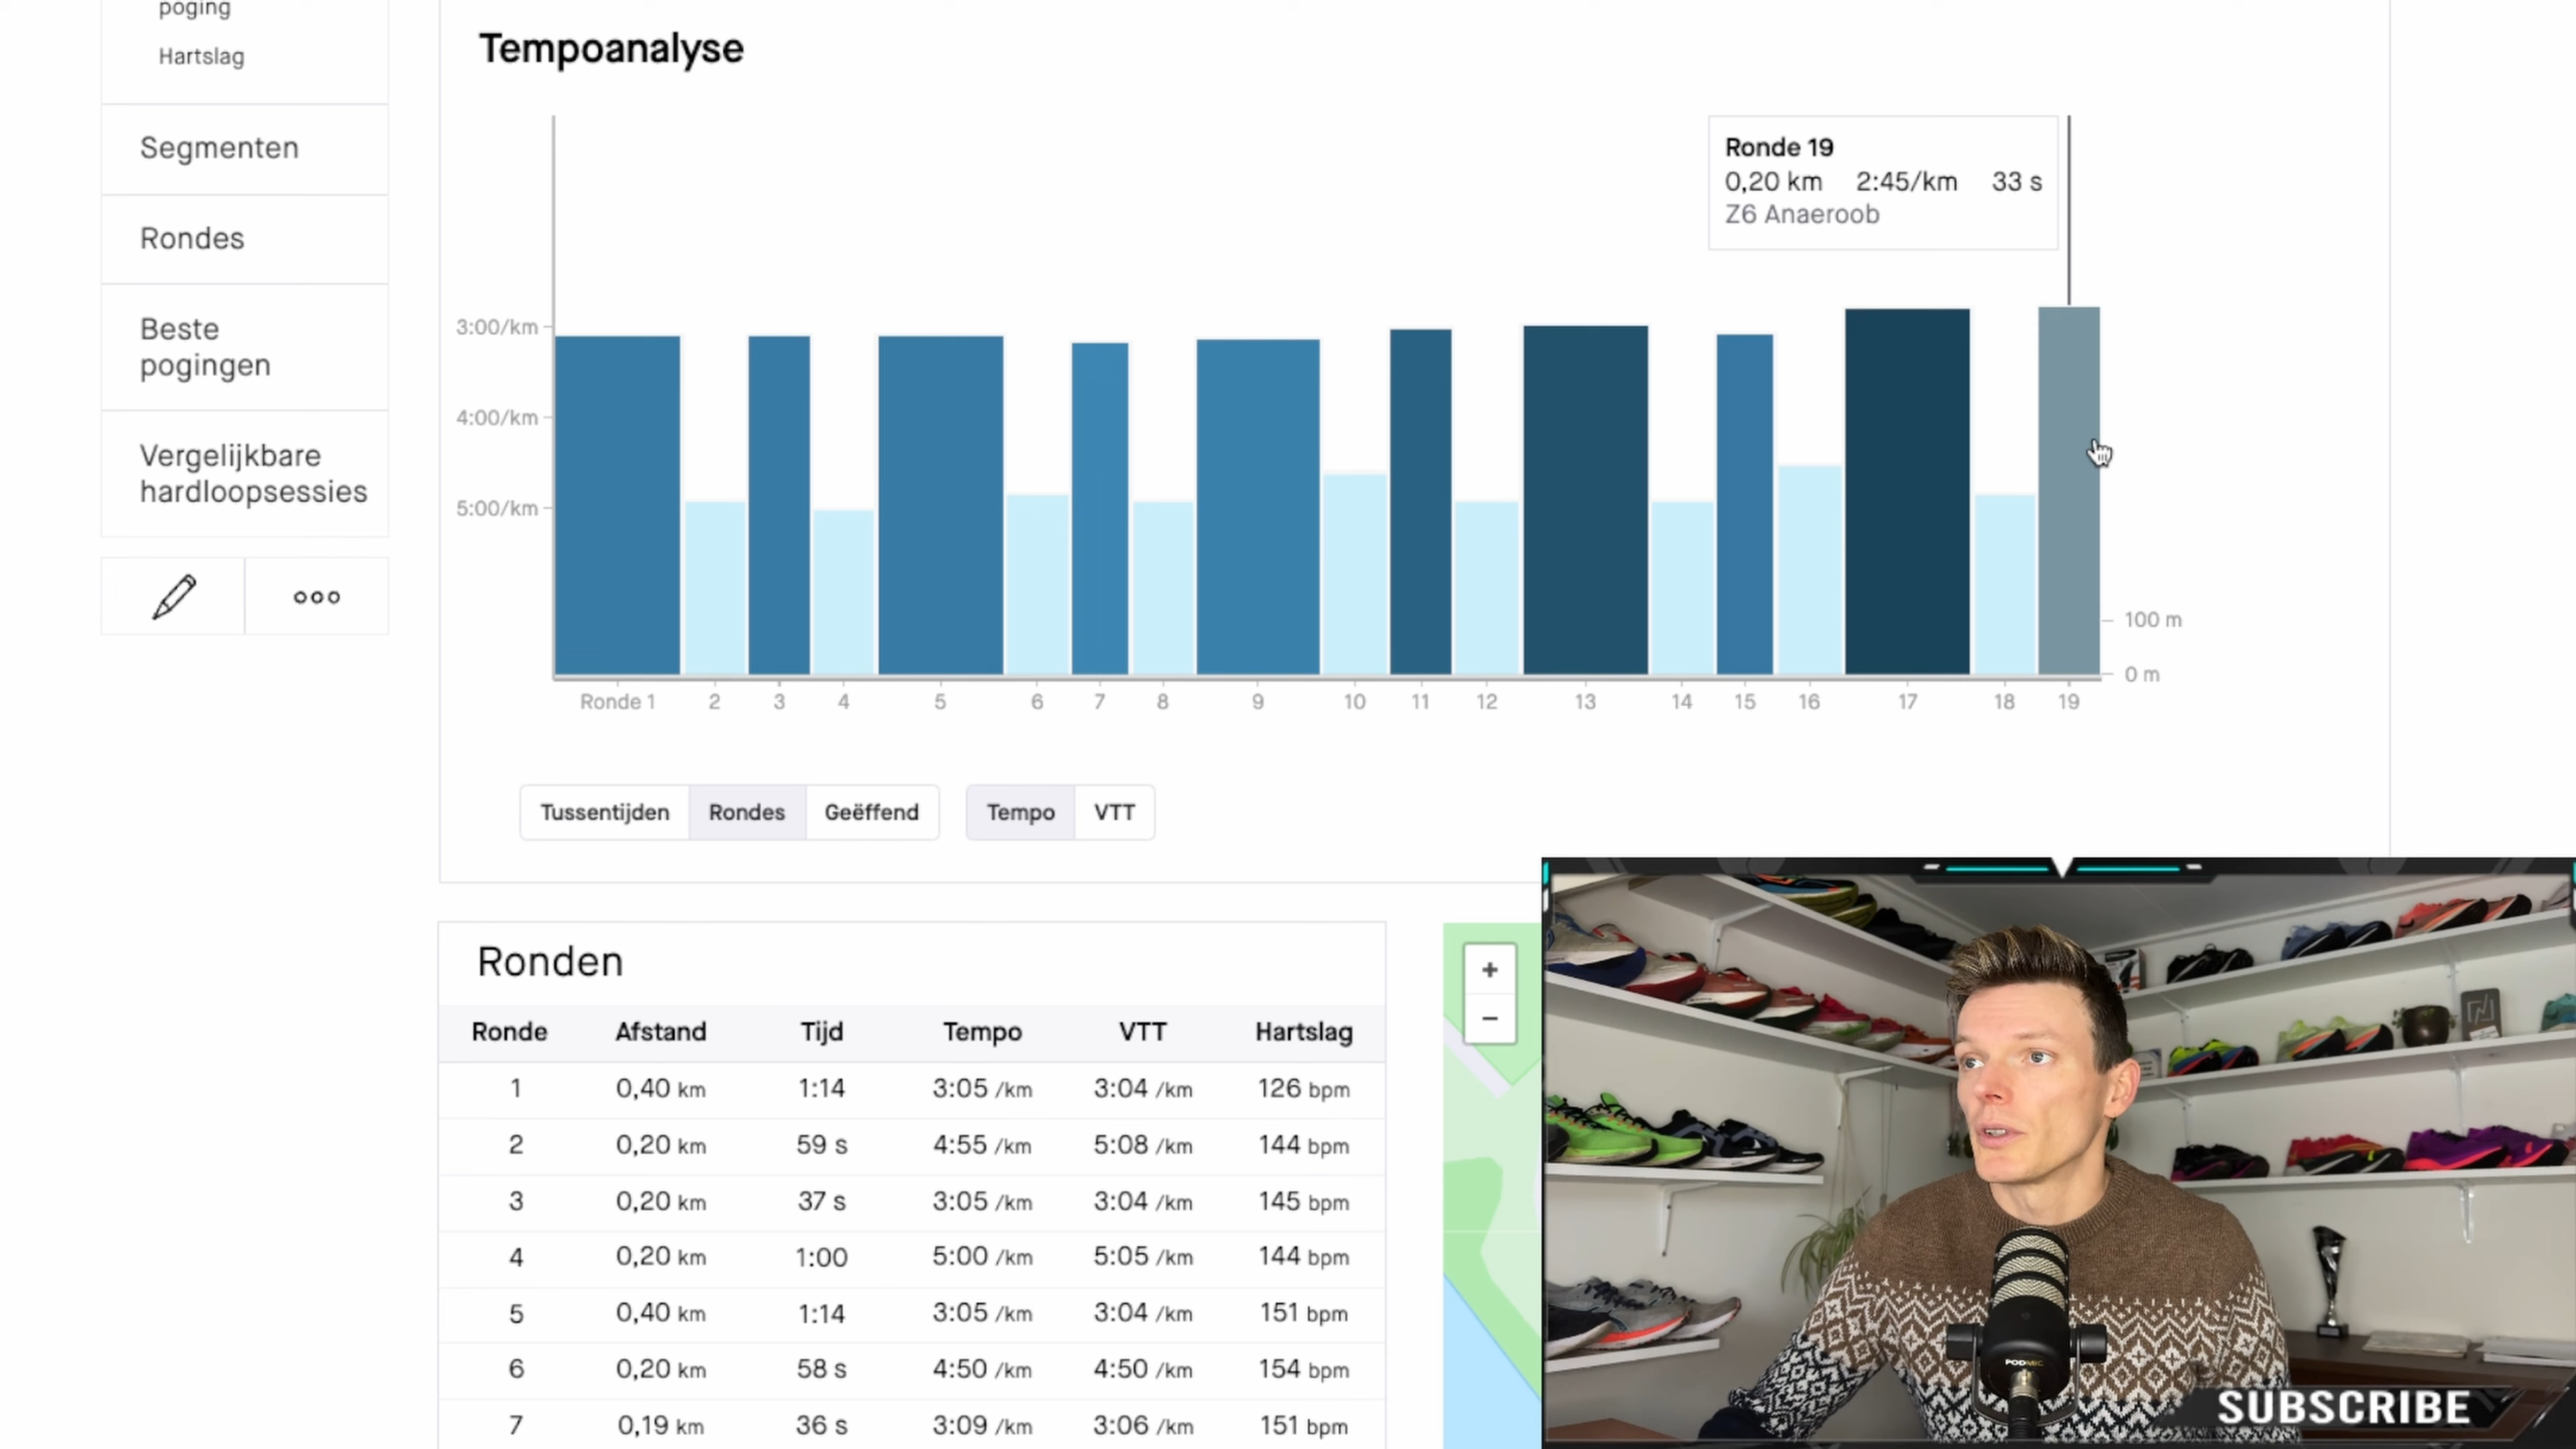 poging
Hartslag
Segmenten
Rondes
Beste
pogingen
Vergelijkbare
hardloopsessies
Tempoanalyse
Ronde 19
0,20 km 2:45/km 33 s
Z6 Anaeroob
3:00/km
4:00/km
5:00/km
100 m
0 m
Ronde 1 2 3 4 5 6 7 8 9 10 11 12 13 14 15 16 17 18 19
Tussentijden Rondes Geëffend Tempo VTT
Ronden
Ronde Afstand Tijd Tempo VTT Hartslag
1 0,40 km 1:14 3:05 /km 3:04 /km 126 bpm
2 0,20 km 59 s 4:55 /km 5:08 /km 144 bpm
3 0,20 km 37 s 3:05 /km 3:04 /km 145 bpm
4 0,20 km 1:00 5:00 /km 5:05 /km 144 bpm
5 0,40 km 1:14 3:05 /km 3:04 /km 151 bpm
6 0,20 km 58 s 4:50 /km 4:50 /km 154 bpm
7 0,19 km 36 s 3:09 /km 3:06 /km 151 bpm
+
−
PODMIC
SUBSCRIBE